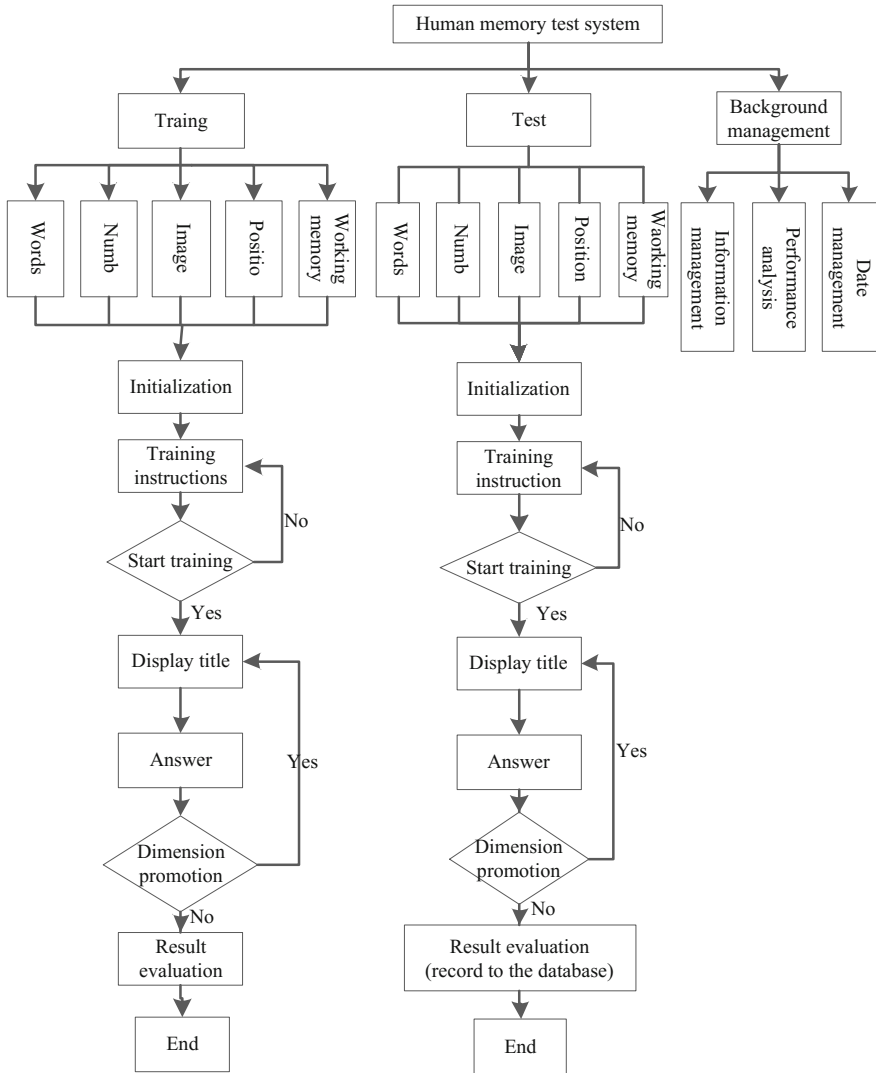 Human memory test system
Traing
Test
Background
management
Words
Numb
Image
Positio
Working
memory
Words
Numb
Image
Position
Waorking
memory
Information
management
Performance
analysis
Date
management
Initialization
Initialization
Training
instructions
Training
instruction
No
No
Start training
Start training
Yes
Yes
Display title
Display title
Answer
Yes
Answer
Yes
Dimension
promotion
Dimension
promotion
No
No
Result
evaluation
Result evaluation
(record to the database)
End
End